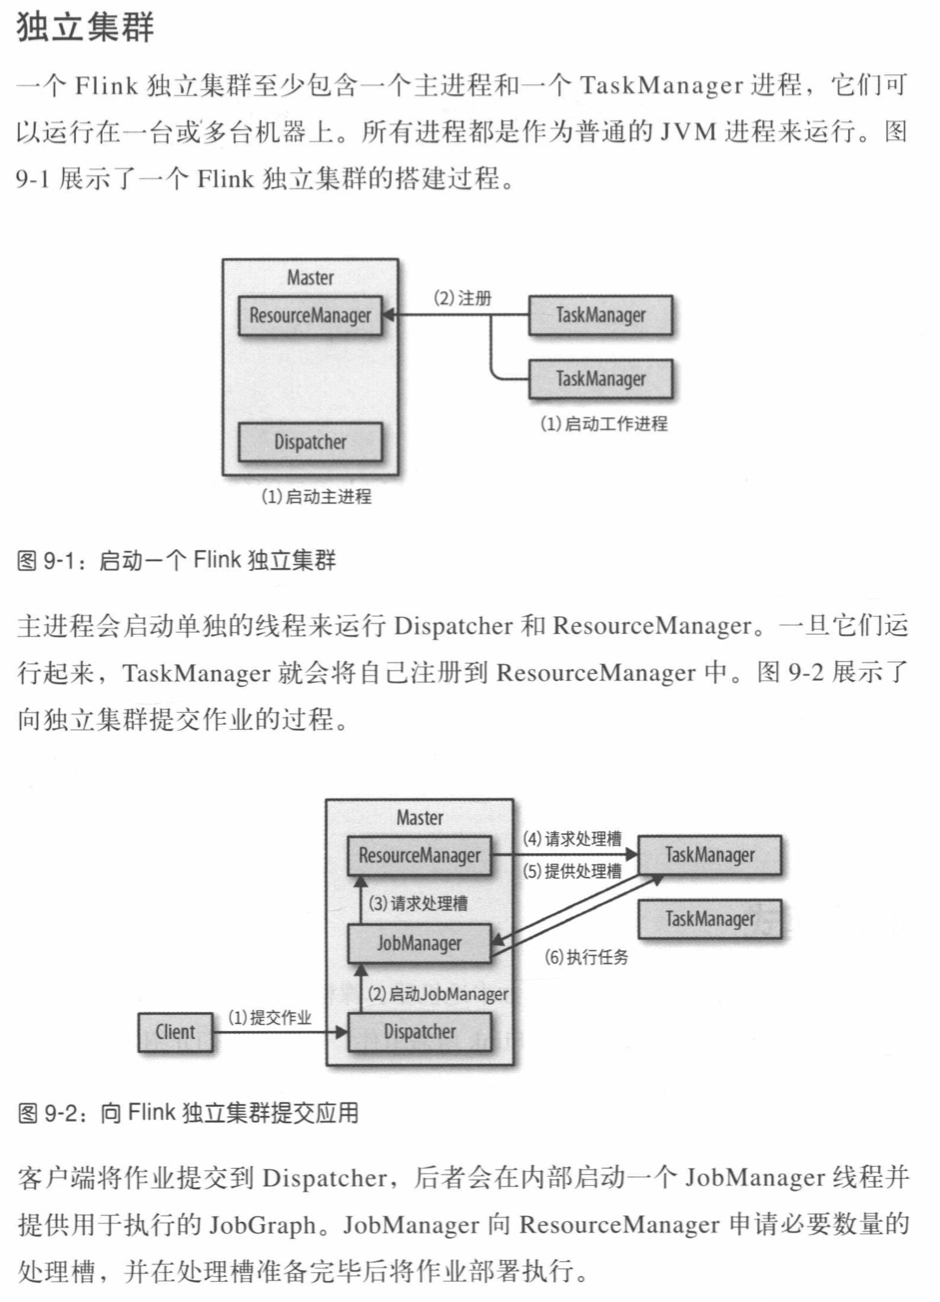 独立集群
一个 Flink 独立集群至少包含一个主进程和一个 TaskManager 进程，它们可
以运行在一台或多台机器上。所有进程都是作为普通的 JVM 进程来运行。图
9-1 展示了一个 Flink 独立集群的搭建过程。
Master
ResourceManager
(2)注册
TaskManager
TaskManager
(1)启动工作进程
Dispatcher
(1)启动主进程
图 9-1：启动一个 Flink 独立集群
主进程会启动单独的线程来运行 Dispatcher 和 ResourceManager。一旦它们运
行起来，TaskManager 就会将自己注册到 ResourceManager 中。图 9-2 展示了
向独立集群提交作业的过程。
Master
ResourceManager
(4)请求处理槽
TaskManager
(5)提供处理槽
(3)请求处理槽
TaskManager
JobManager
(6)执行任务
(2)启动JobManager
Client
(1)提交作业
Dispatcher
图 9-2：向 Flink 独立集群提交应用
客户端将作业提交到 Dispatcher，后者会在内部启动一个 JobManager 线程并
提供用于执行的 JobGraph。JobManager 向 ResourceManager 申请必要数量的
处理槽，并在处理槽准备完毕后将作业部署执行。